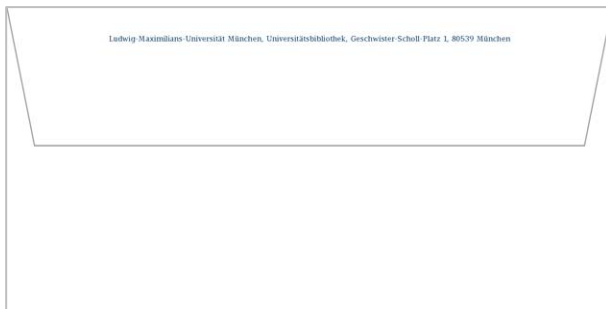 Ludwig-Maximilians-Universität München, Universitätsbibliothek, Geschwister-Scholl-Platz 1, 80539 München